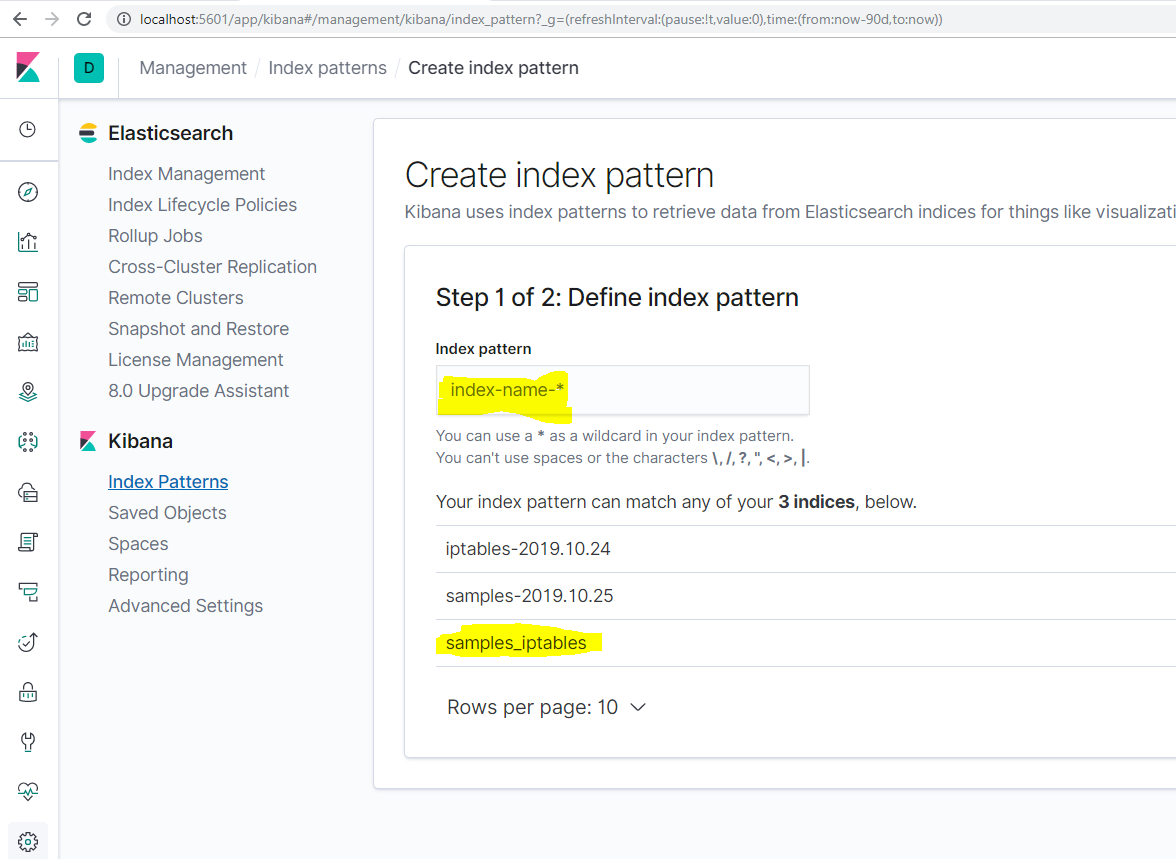 localhost:5601/app/kibana#/management/kibana/index_pattern?_g=(refreshInterval:(pause:!t,value:0),time:(from:now-90d,to:now))
D
Management / Index patterns / Create index pattern
Elasticsearch
Index Management
Index Lifecycle Policies
Rollup Jobs
Cross-Cluster Replication
Remote Clusters
Snapshot and Restore
License Management
8.0 Upgrade Assistant
Kibana
Index Patterns
Saved Objects
Spaces
Reporting
Advanced Settings
Create index pattern
Kibana uses index patterns to retrieve data from Elasticsearch indices for things like visualizati
Step 1 of 2: Define index pattern
Index pattern
index-name-*
You can use a * as a wildcard in your index pattern.
You can't use spaces or the characters \, /, ?, ", <, >, |.
Your index pattern can match any of your 3 indices, below.
iptables-2019.10.24
samples-2019.10.25
samples_iptables
Rows per page: 10